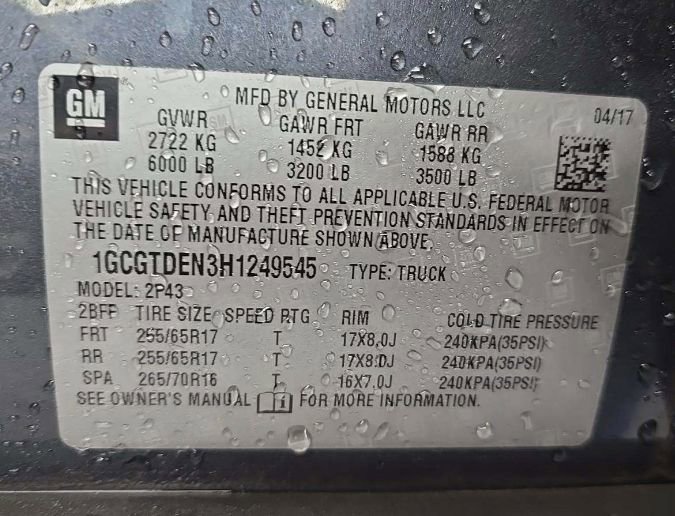 GM
MFD BY GENERAL MOTORS LLC 04/17
GVWR GAWR FRT GAWR RR
2722 KG 1452 KG 1588 KG
6000 LB 3200 LB 3500 LB
THIS VEHICLE CONFORMS TO ALL APPLICABLE U.S. FEDERAL MOTOR
VEHICLE SAFETY AND THEFT PREVENTION STANDARDS IN EFFECT ON
THE DATE OF MANUFACTURE SHOWN ABOVE.
1GCGTDEN3H1249545 TYPE: TRUCK
MODEL: 2P43
2BFP TIRE SIZE SPEED RTG RIM COLD TIRE PRESSURE
FRT 255/65R17 T 17X8.0J 240KPA(35PSI)
RR 255/65R17 T 17X8.0J 240KPA(35PSI)
SPA 265/70R16 T 16X7.0J 240KPA(35PSI)
SEE OWNER'S MANUAL FOR MORE INFORMATION.